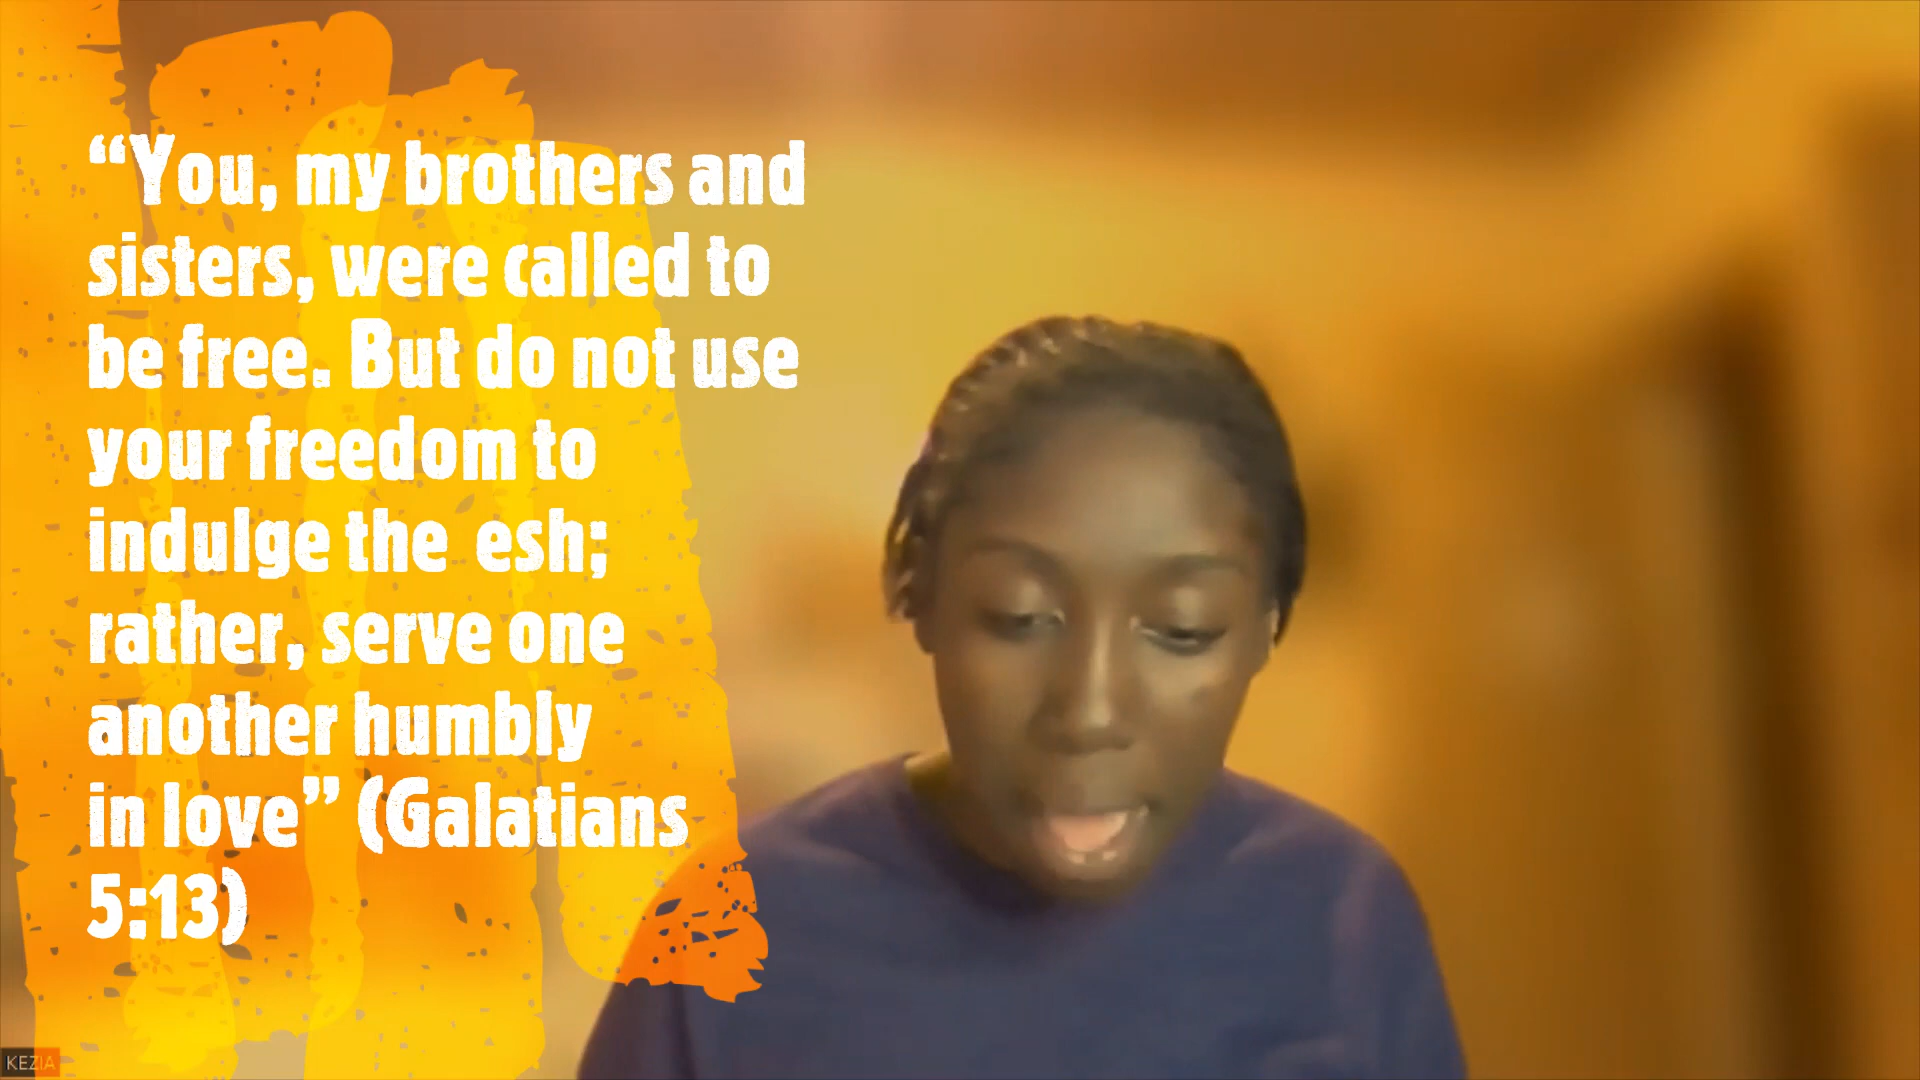 “You, my brothers and
sisters, were called to
be free. But do not use
your freedom to
indulge the  esh;
rather, serve one
another humbly
in love” (Galatians
5:13)
KEZIA